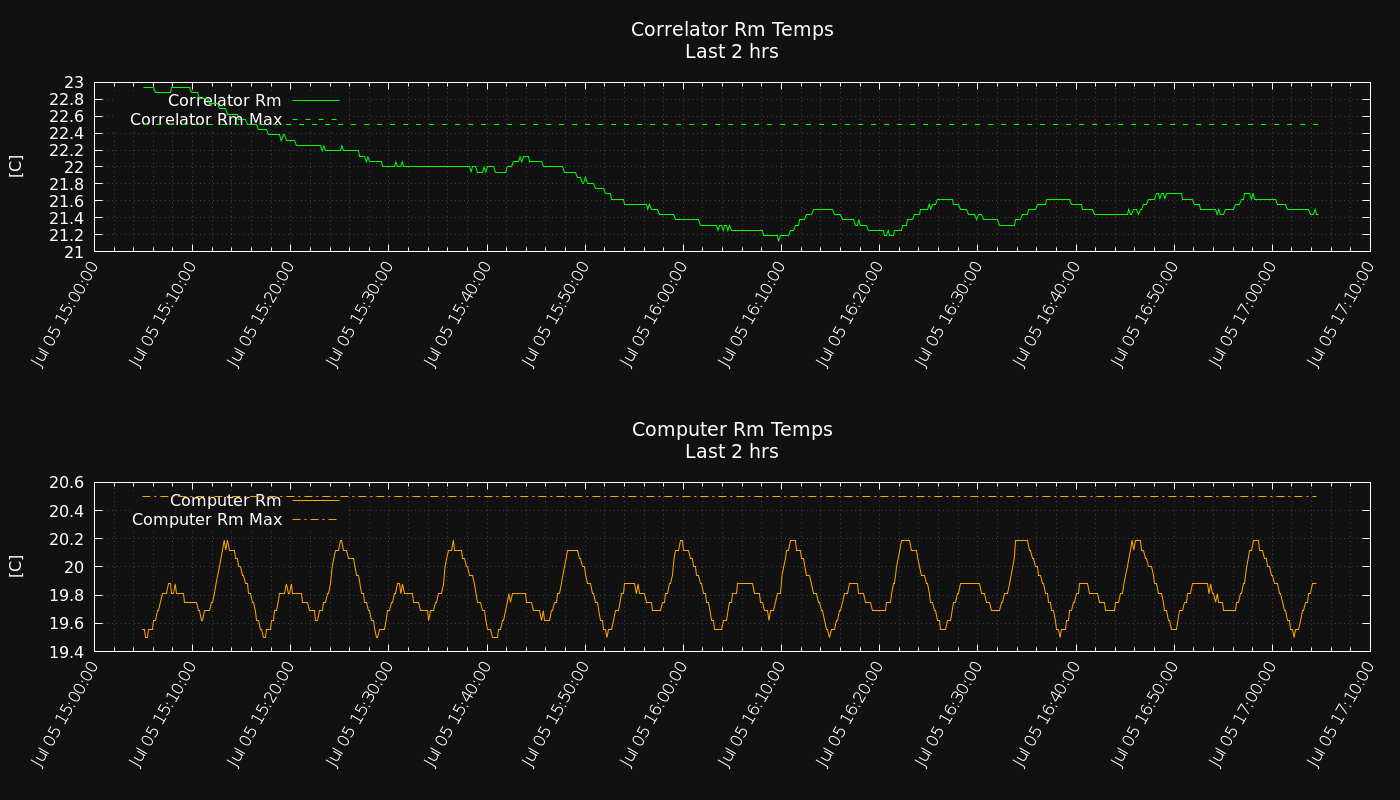 Correlator Rm Temps
Last 2 hrs
23
22.8
22.6
22.4
22.2
22
21.8
21.6
21.4
21.2
21
[C]
Correlator Rm
Correlator Rm Max
Jul 05 15:00:00
Jul 05 15:10:00
Jul 05 15:20:00
Jul 05 15:30:00
Jul 05 15:40:00
Jul 05 15:50:00
Jul 05 16:00:00
Jul 05 16:10:00
Jul 05 16:20:00
Jul 05 16:30:00
Jul 05 16:40:00
Jul 05 16:50:00
Jul 05 17:00:00
Jul 05 17:10:00
Computer Rm Temps
Last 2 hrs
20.6
20.4
20.2
20
19.8
19.6
19.4
[C]
Computer Rm
Computer Rm Max
Jul 05 15:00:00
Jul 05 15:10:00
Jul 05 15:20:00
Jul 05 15:30:00
Jul 05 15:40:00
Jul 05 15:50:00
Jul 05 16:00:00
Jul 05 16:10:00
Jul 05 16:20:00
Jul 05 16:30:00
Jul 05 16:40:00
Jul 05 16:50:00
Jul 05 17:00:00
Jul 05 17:10:00